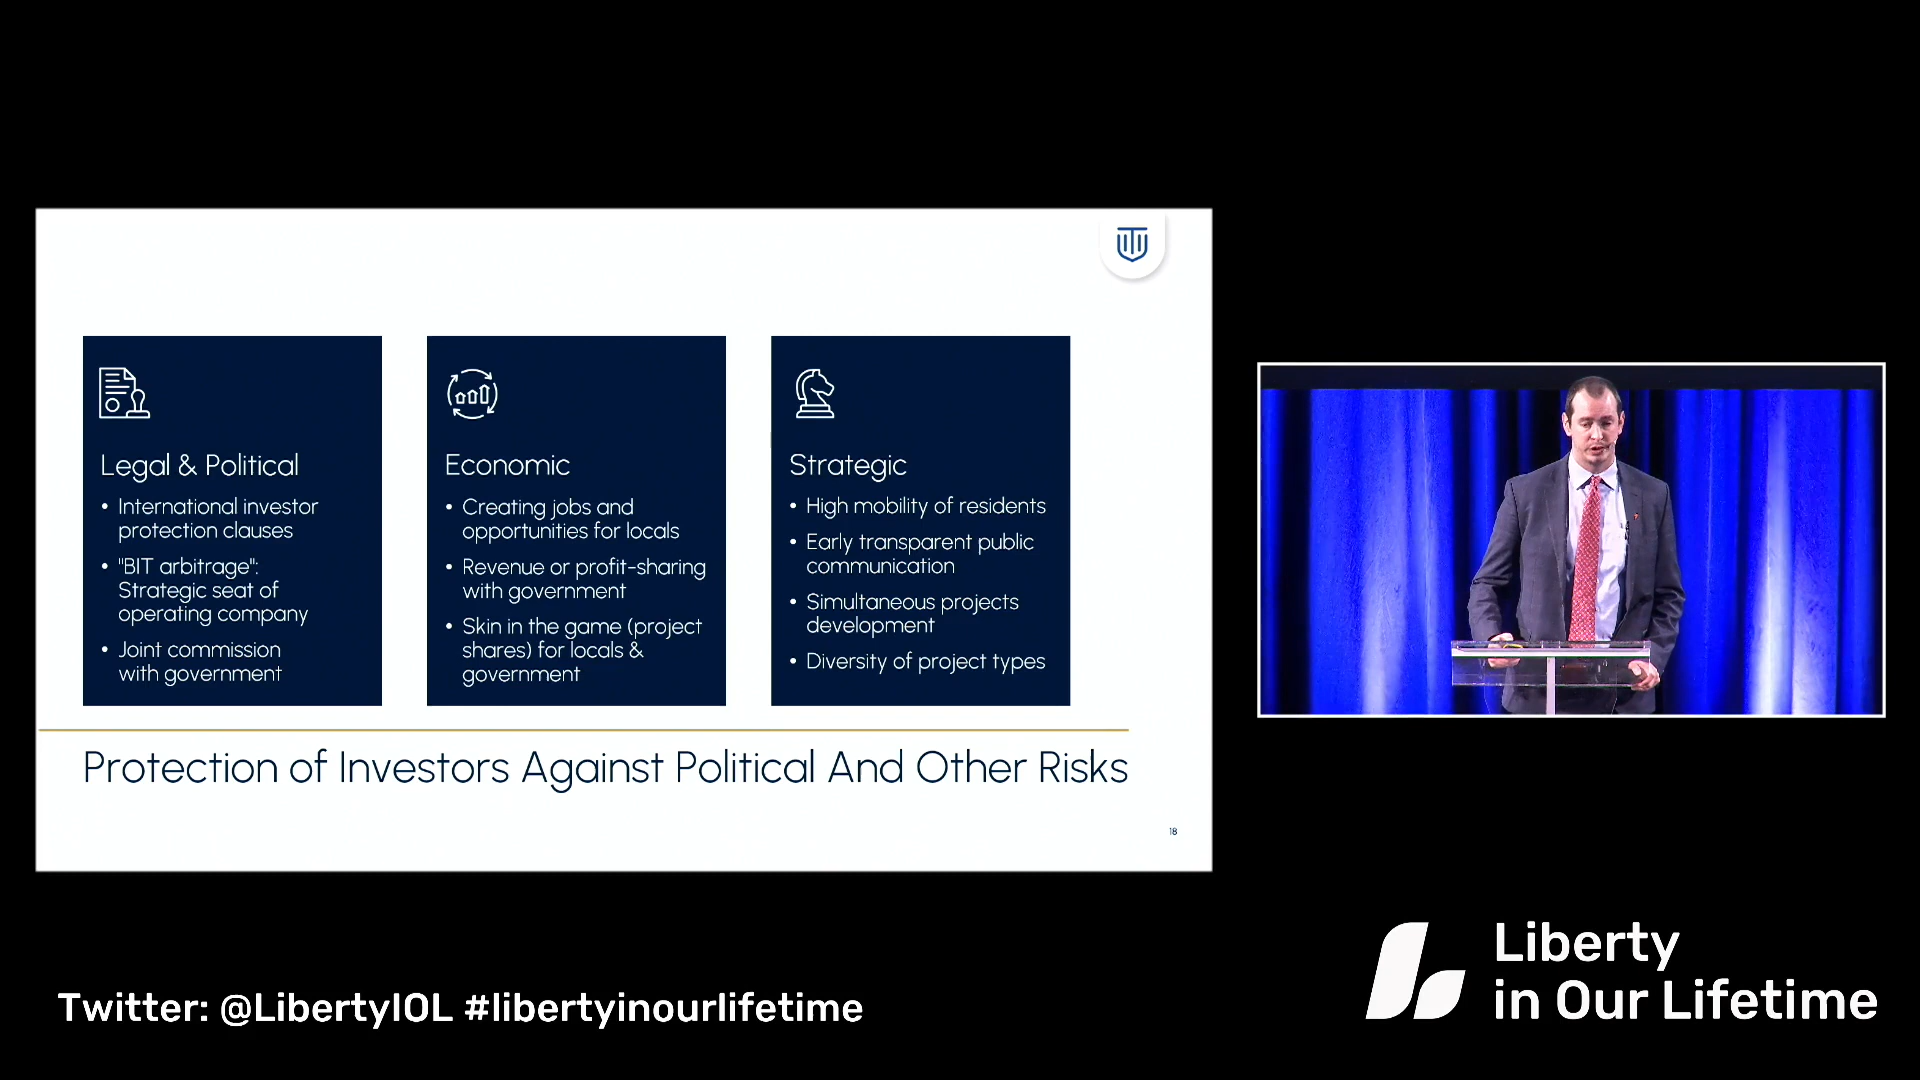 Legal & Political
• International investor
protection clauses
• "BIT arbitrage":
Strategic seat of
operating company
• Joint commission
with government
Economic
• Creating jobs and
opportunities for locals
• Revenue or profit-sharing
with government
• Skin in the game (project
shares) for locals &
government
Strategic
• High mobility of residents
• Early transparent public
communication
• Simultaneous projects
development
• Diversity of project types
Protection of Investors Against Political And Other Risks
18
Twitter: @LibertyIOL #libertyinourlifetime
Liberty
in Our Lifetime